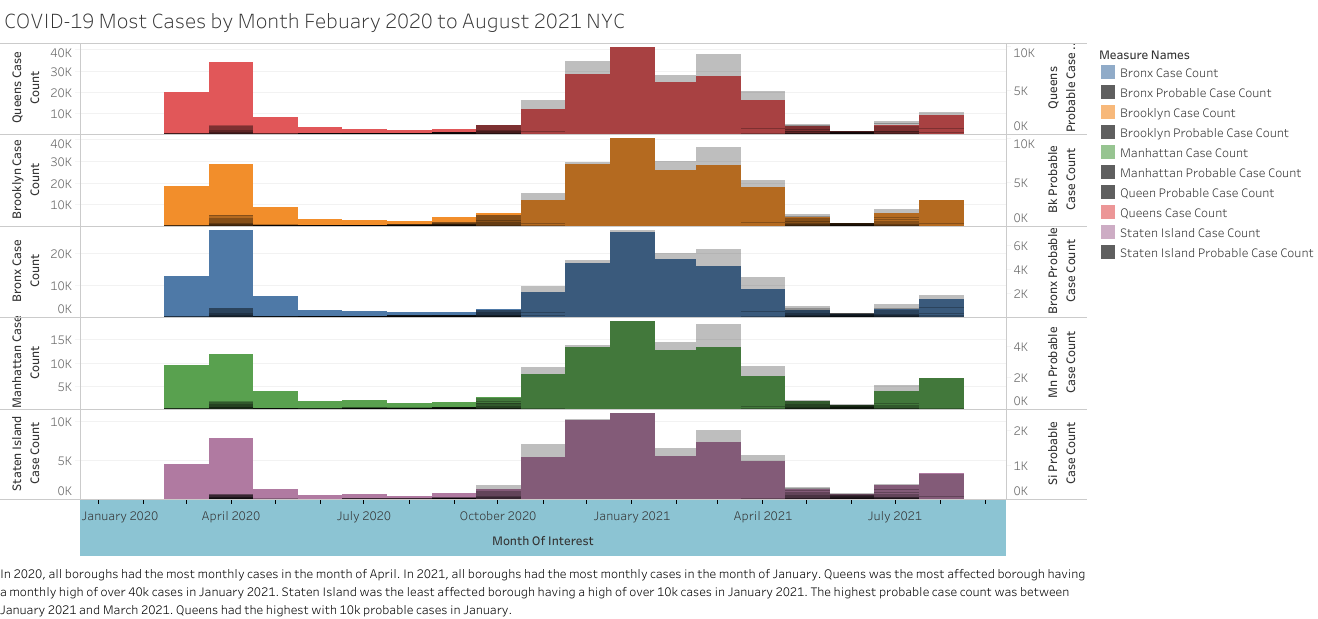 COVID-19 Most Cases by Month Febuary 2020 to August 2021 NYC
Queens Case
Count
40K
30K
20K
10K
10K
5K
0K
Queens
Probable Case ..
Brooklyn Case
Count
40K
30K
20K
10K
10K
5K
0K
Bk Probable
Case Count
Bronx Case
Count
20K
10K
0K
6K
4K
2K
Bronx Probable
Case Count
Manhattan Case
Count
15K
10K
5K
4K
2K
0K
Mn Probable
Case Count
Staten Island
Case Count
10K
5K
0K
2K
1K
0K
Si Probable
Case Count
January 2020
April 2020
July 2020
October 2020
January 2021
April 2021
July 2021
Month Of Interest
Measure Names
Bronx Case Count
Bronx Probable Case Count
Brooklyn Case Count
Brooklyn Probable Case Count
Manhattan Case Count
Manhattan Probable Case Count
Queen Probable Case Count
Queens Case Count
Staten Island Case Count
Staten Island Probable Case Count
In 2020, all boroughs had the most monthly cases in the month of April. In 2021, all boroughs had the most monthly cases in the month of January. Queens was the most affected borough having
a monthly high of over 40k cases in January 2021. Staten Island was the least affected borough having a high of over 10k cases in January 2021. The highest probable case count was between
January 2021 and March 2021. Queens had the highest with 10k probable cases in January.